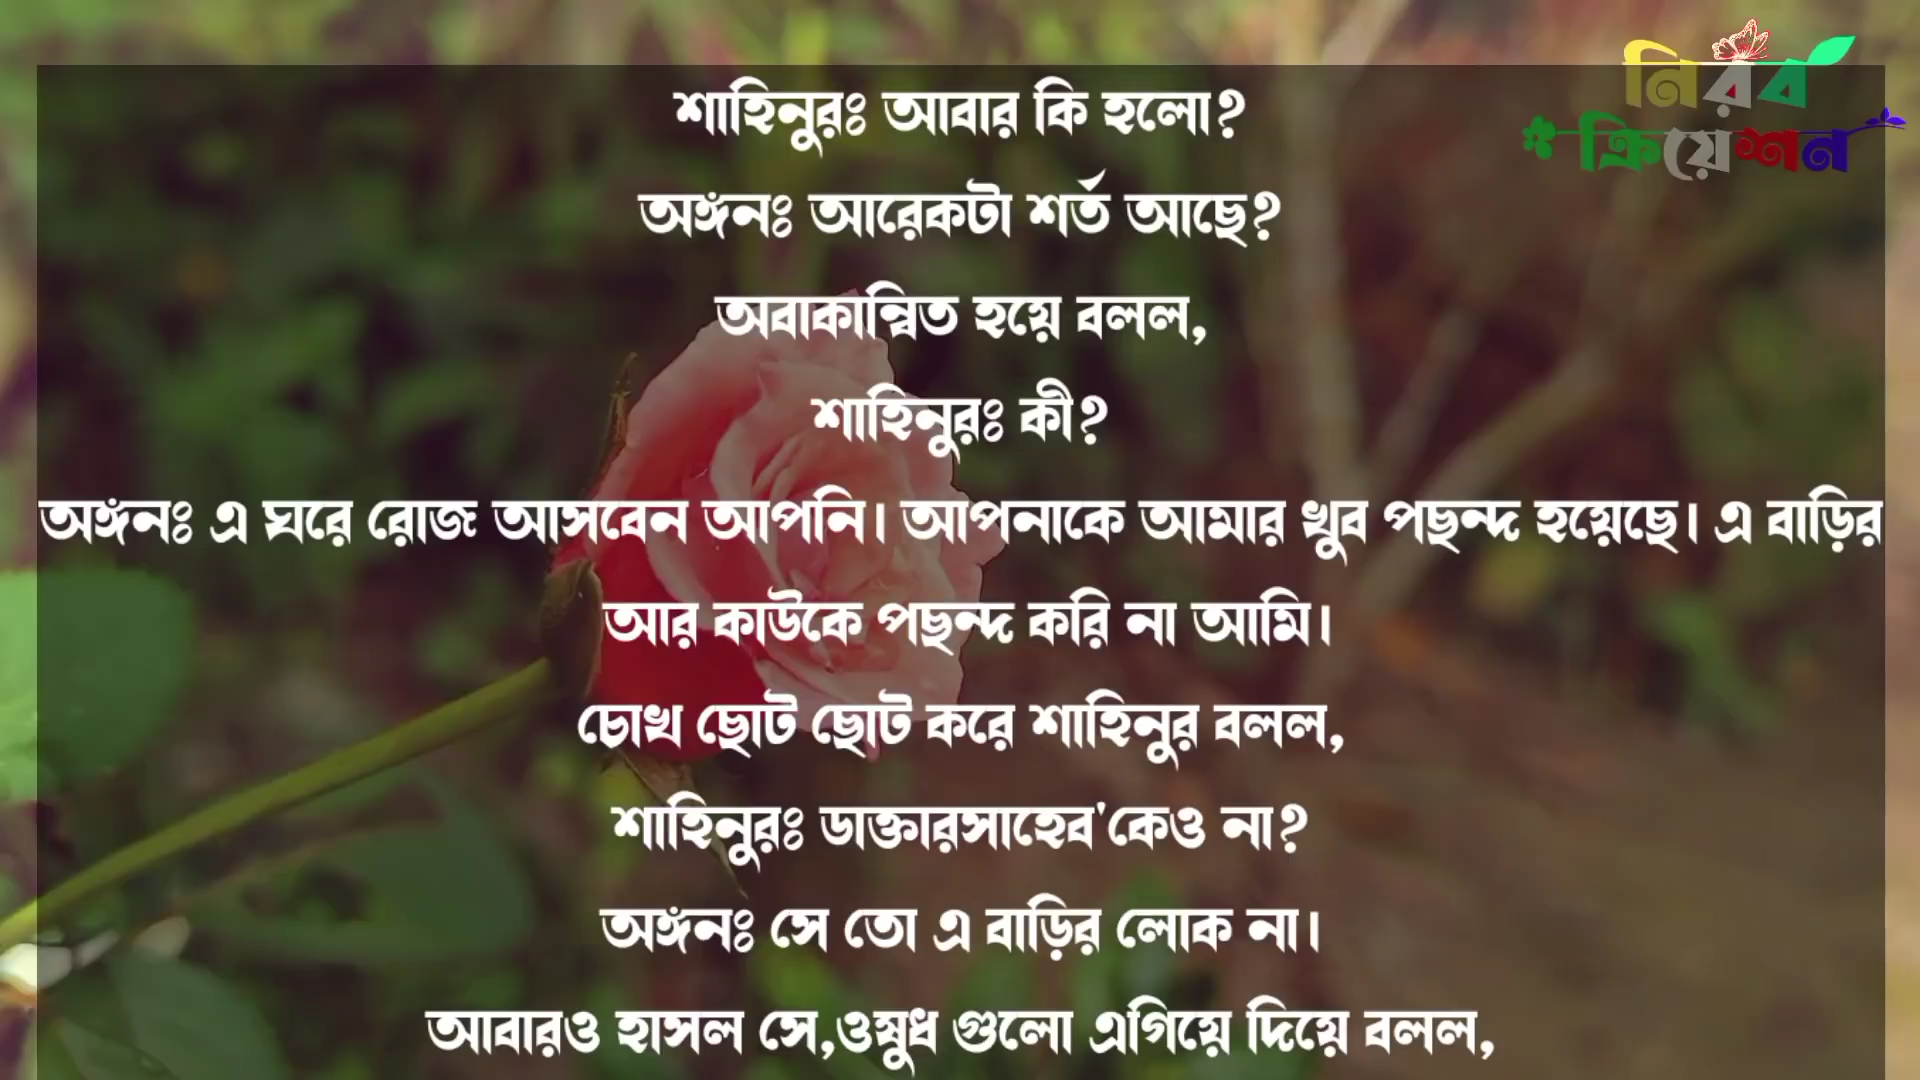 নিরব
ক্রিয়েশন
শাহিনুরঃ আবার কি হলো?
অঙ্গনঃ আরেকটা শর্ত আছে?
অবাকান্বিত হয়ে বলল,
শাহিনুরঃ কী?
অঙ্গনঃ এ ঘরে রোজ আসবেন আপনি। আপনাকে আমার খুব পছন্দ হয়েছে। এ বাড়ির
আর কাউকে পছন্দ করি না আমি।
চোখ ছোট ছোট করে শাহিনুর বলল,
শাহিনুরঃ ডাক্তারসাহেব'কেও না?
অঙ্গনঃ সে তো এ বাড়ির লোক না।
আবারও হাসল সে,ওষুধ গুলো এগিয়ে দিয়ে বলল,